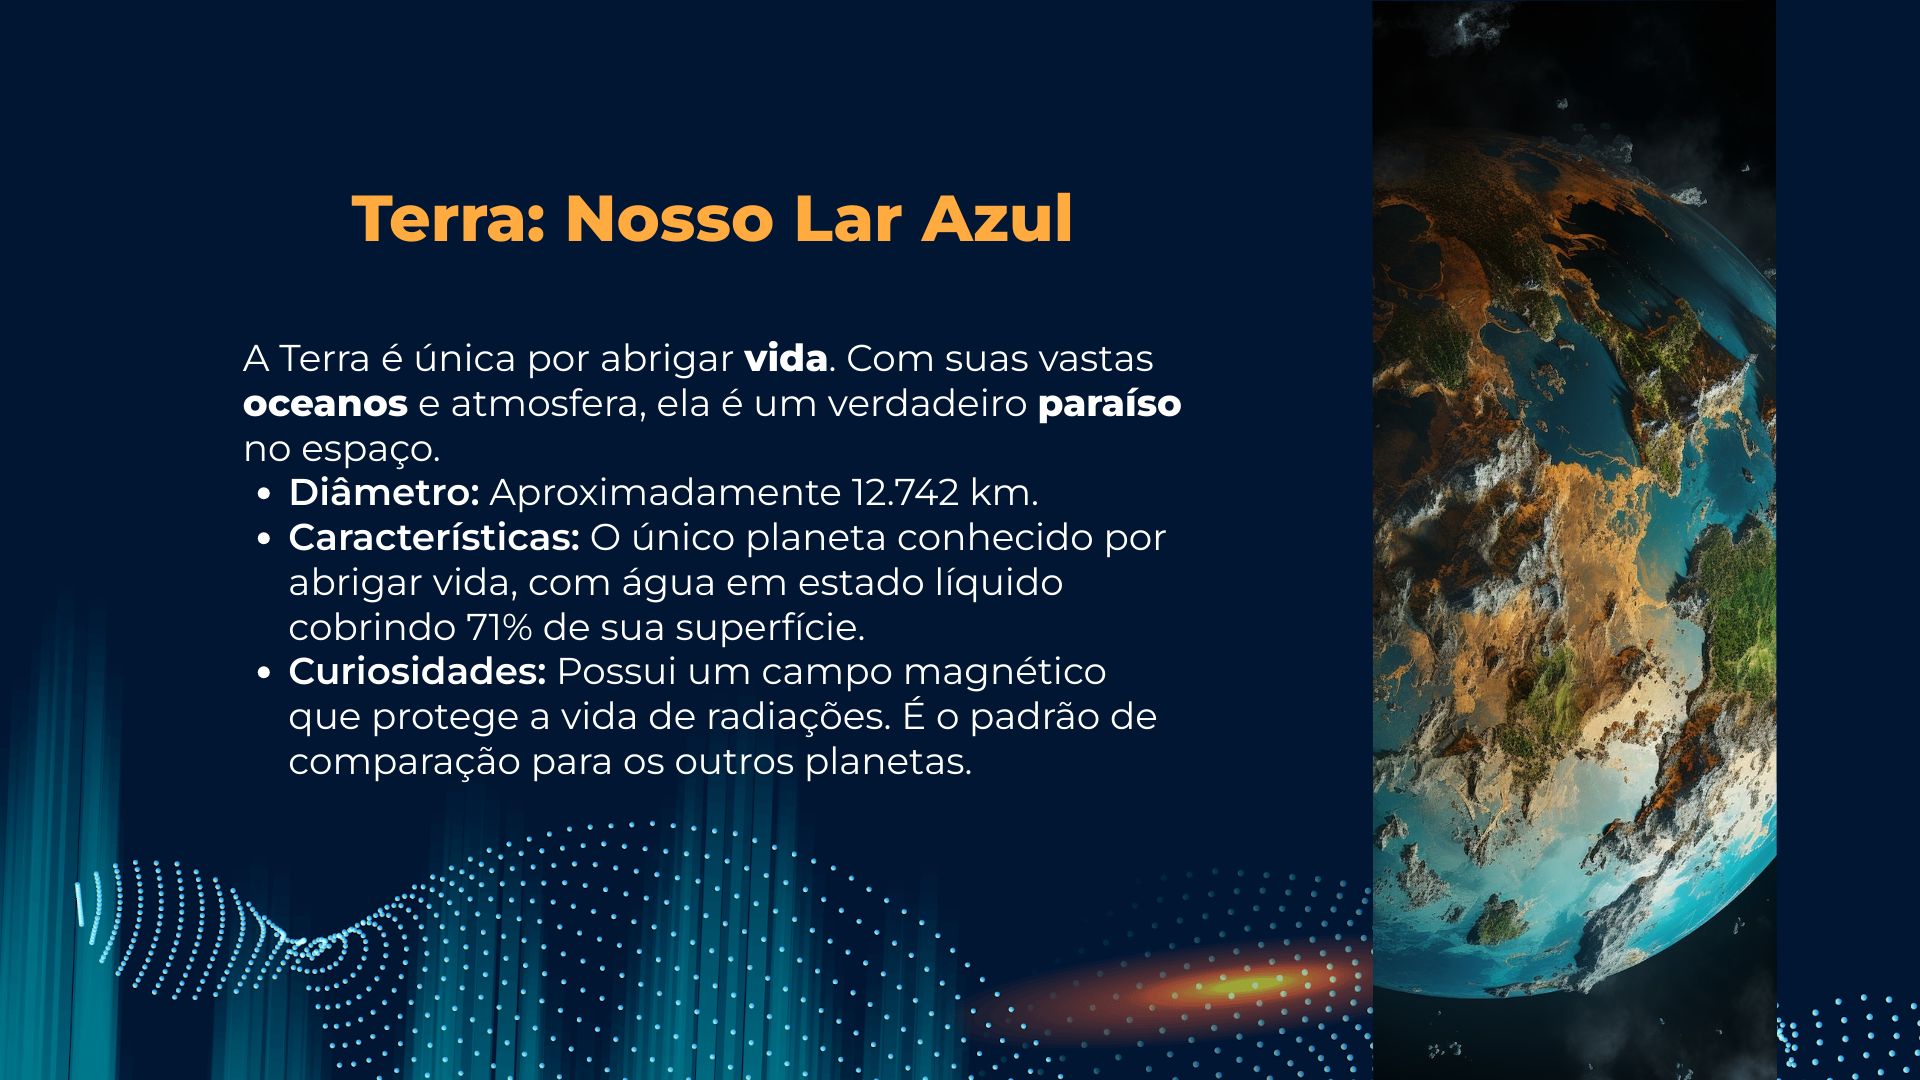 Terra: Nosso Lar Azul
A Terra é única por abrigar vida. Com suas vastas
oceanos e atmosfera, ela é um verdadeiro paraíso
no espaço.
• Diâmetro: Aproximadamente 12.742 km.
• Características: O único planeta conhecido por
abrigar vida, com água em estado líquido
cobrindo 71% de sua superfície.
• Curiosidades: Possui um campo magnético
que protege a vida de radiações. É o padrão de
comparação para os outros planetas.